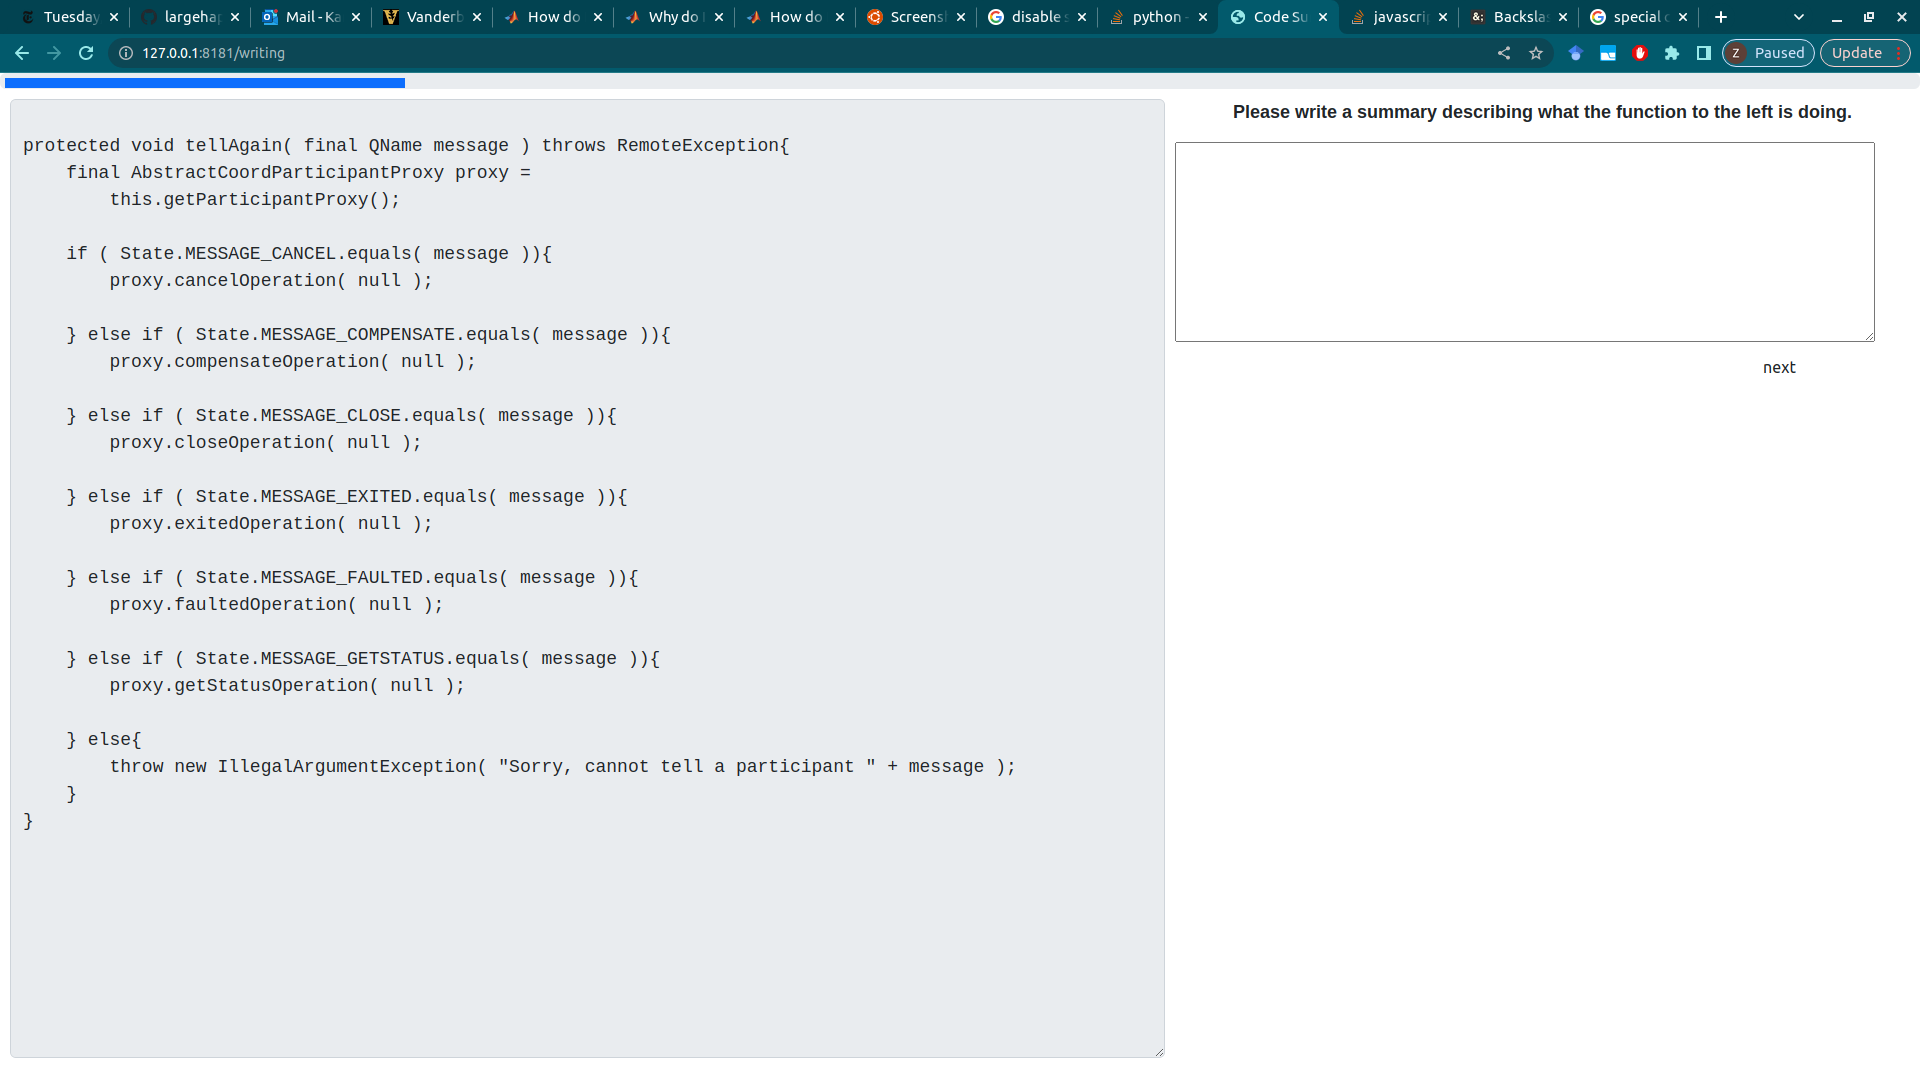 Tuesday
largehap
Mail - Ka
Vanderb
How do
Why do
How do
Screensh
disable s
python -
Code Su
javascrip
Backslas
special c
127.0.0.1:8181/writing
Z Paused
Update
protected void tellAgain( final QName message ) throws RemoteException{
    final AbstractCoordParticipantProxy proxy =
        this.getParticipantProxy();
    if ( State.MESSAGE_CANCEL.equals( message )){
        proxy.cancelOperation( null );
    } else if ( State.MESSAGE_COMPENSATE.equals( message )){
        proxy.compensateOperation( null );
    } else if ( State.MESSAGE_CLOSE.equals( message )){
        proxy.closeOperation( null );
    } else if ( State.MESSAGE_EXITED.equals( message )){
        proxy.exitedOperation( null );
    } else if ( State.MESSAGE_FAULTED.equals( message )){
        proxy.faultedOperation( null );
    } else if ( State.MESSAGE_GETSTATUS.equals( message )){
        proxy.getStatusOperation( null );
    } else{
        throw new IllegalArgumentException( "Sorry, cannot tell a participant " + message );
    }
}
Please write a summary describing what the function to the left is doing.
next